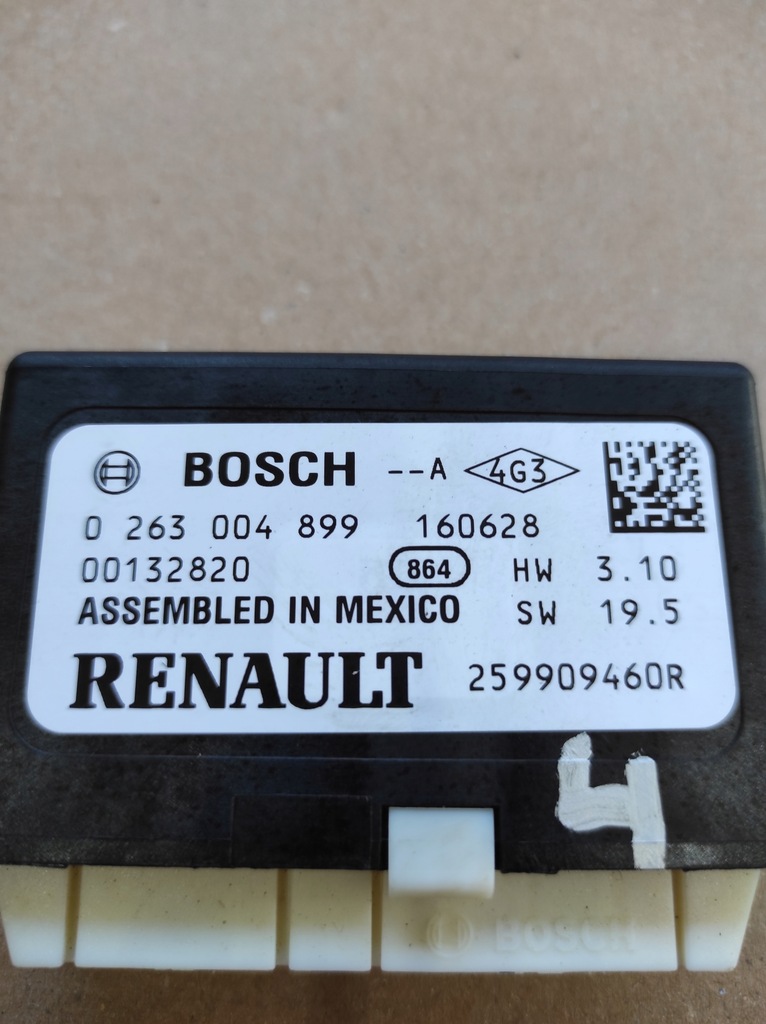 BOSCH --A 4G3
0 263 004 899 160628
00132820 864 HW 3.10
ASSEMBLED IN MEXICO SW 19.5
RENAULT 259909460R
4
BOSCH